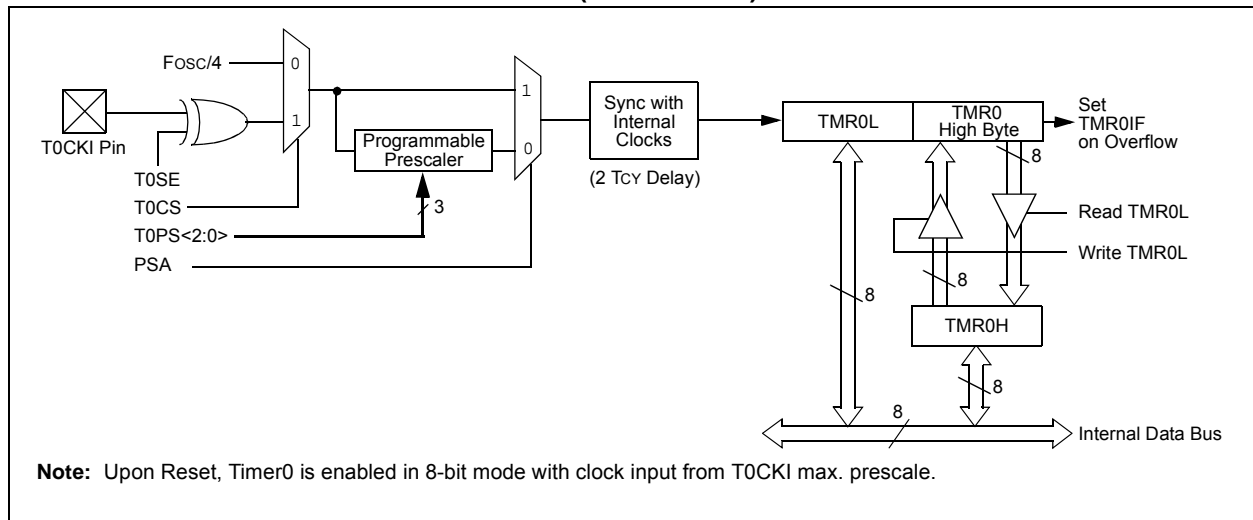 FOSC/4
0
1
T0CKI Pin
T0SE
T0CS
T0PS<2:0>
PSA
Programmable
Prescaler
3
1
0
Sync with
Internal
Clocks
(2 TCY Delay)
TMR0L
TMR0
High Byte
Set
TMR0IF
on Overflow
8
Read TMR0L
Write TMR0L
8
8
TMR0H
8
8
Internal Data Bus
Note: Upon Reset, Timer0 is enabled in 8-bit mode with clock input from T0CKI max. prescale.